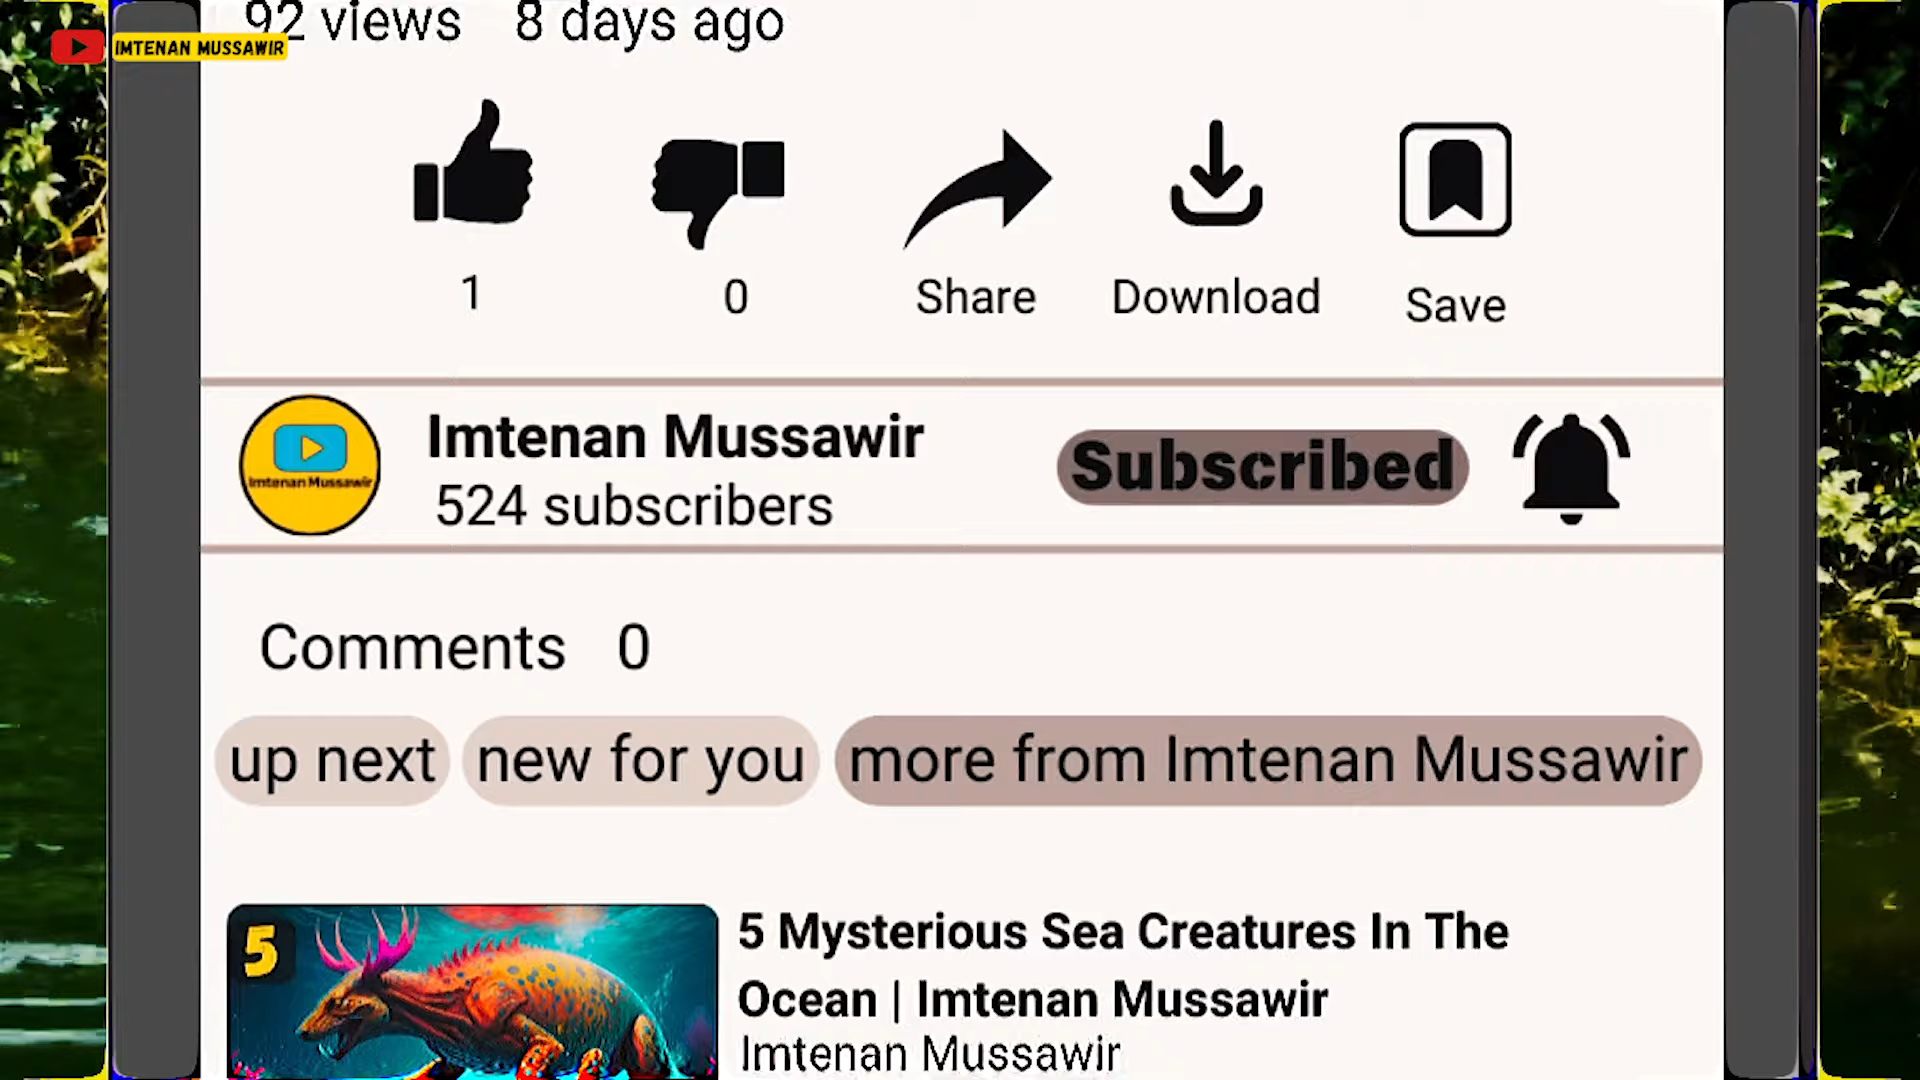 92 views 8 days ago
IMTENAN MUSSAWIR
1
0
Share
Download
Save
Imtenan Mussawir
Imtenan Mussawir
524 subscribers
Subscribed
Comments 0
up next
new for you
more from Imtenan Mussawir
5
5 Mysterious Sea Creatures In The
Ocean | Imtenan Mussawir
Imtenan Mussawir